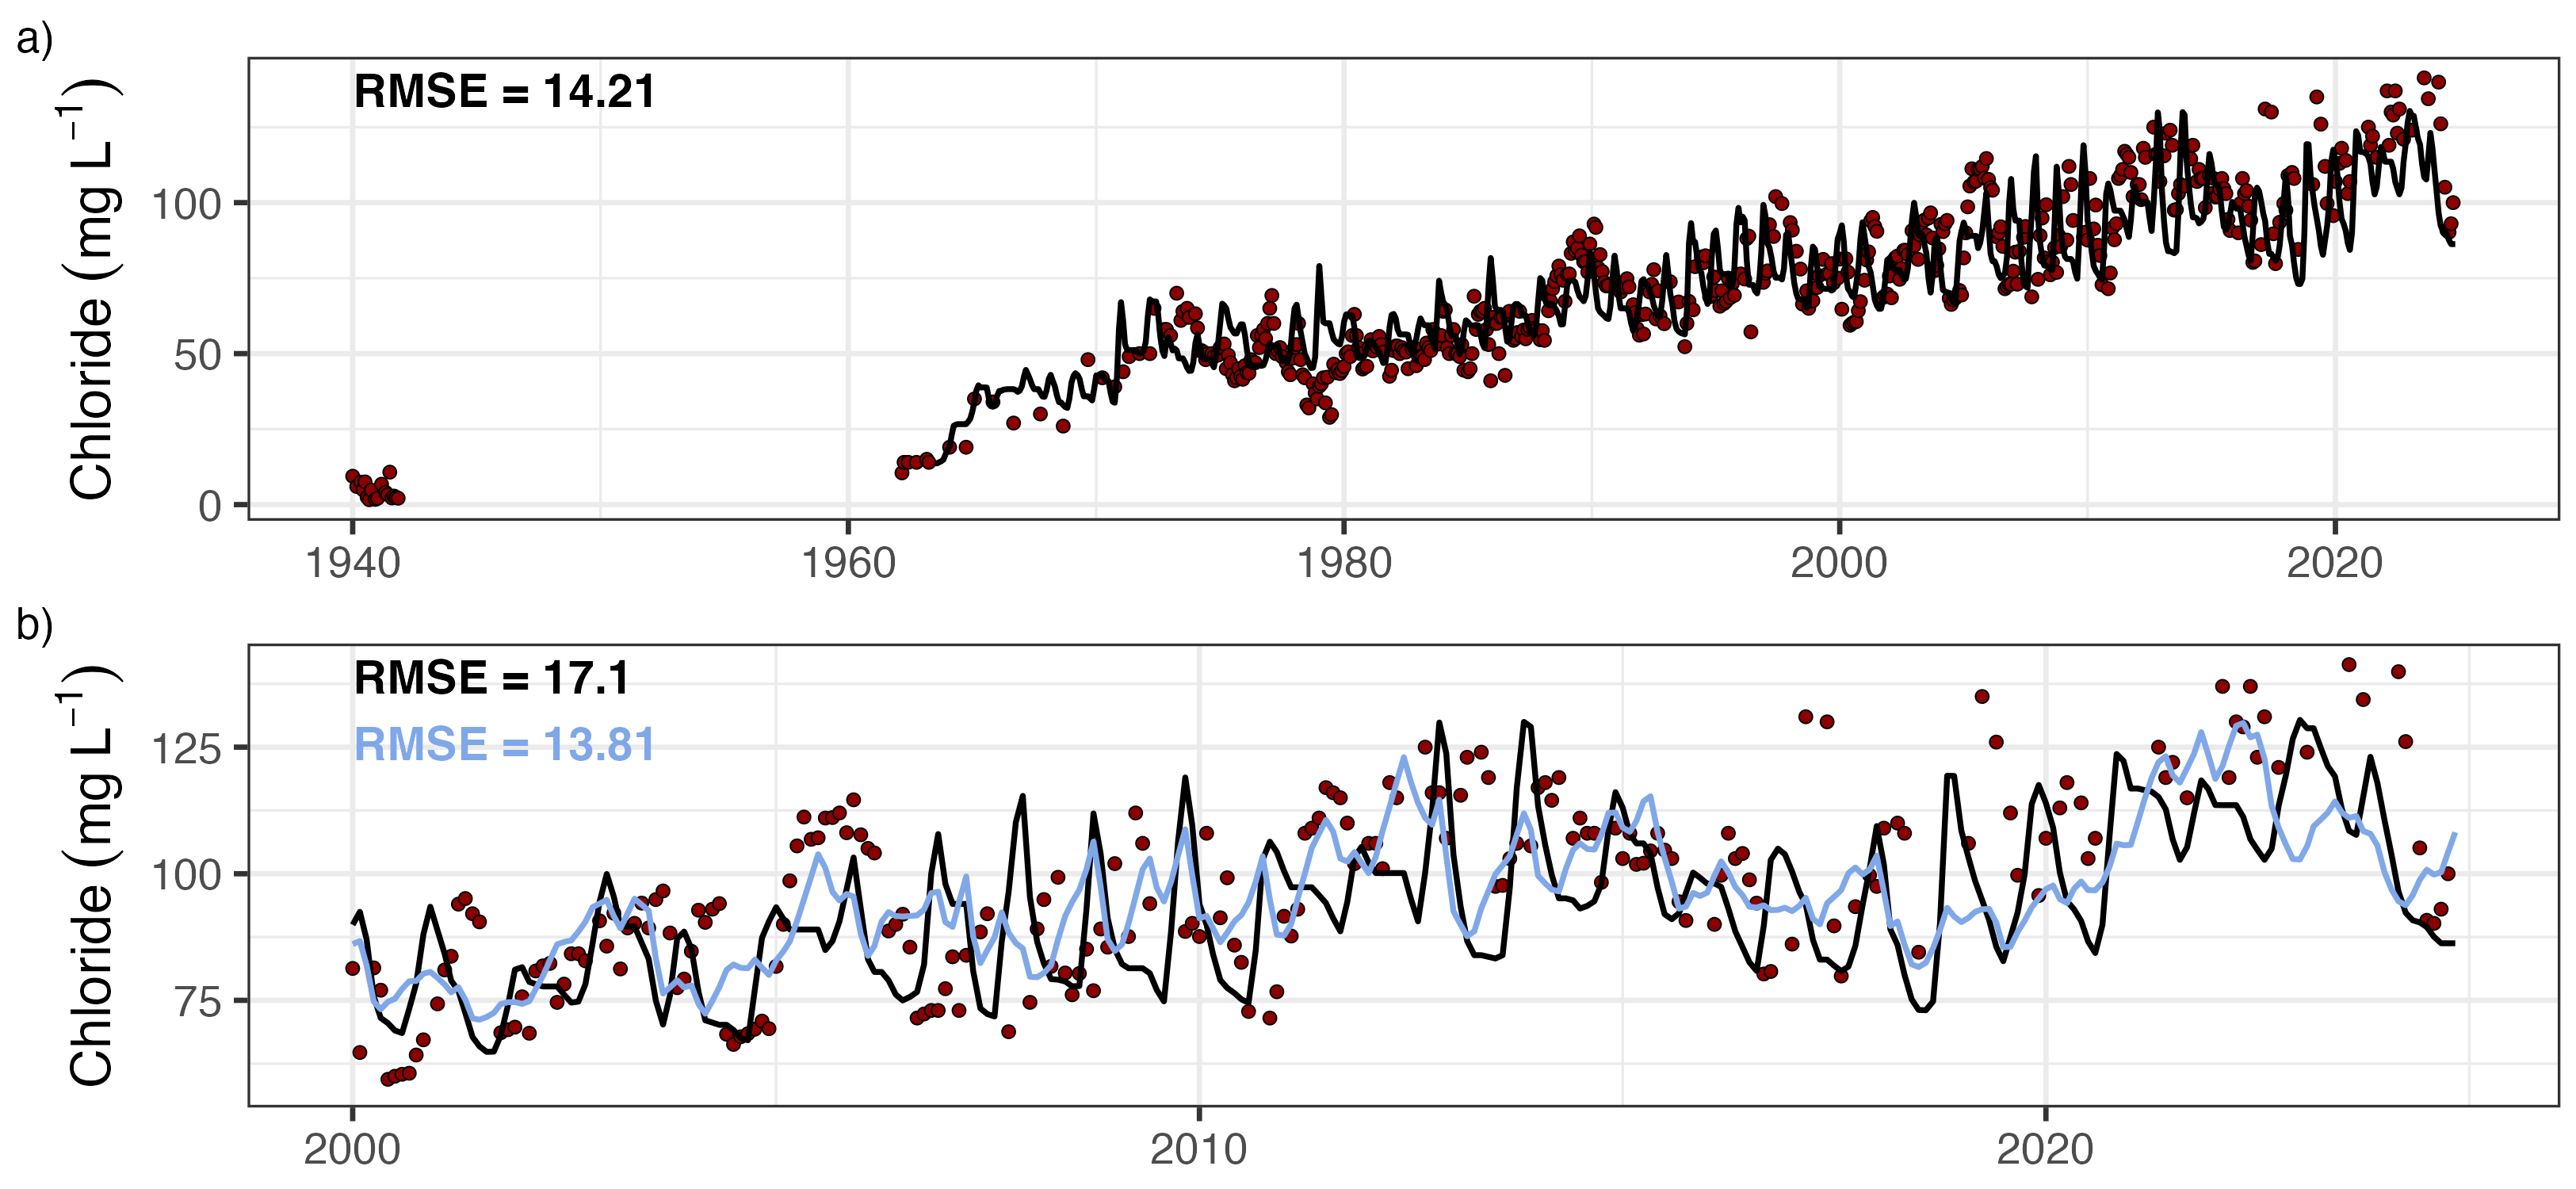 a)
RMSE = 14.21
Chloride (mg L⁻¹)
100
50
0
1940 1960 1980 2000 2020
b)
RMSE = 17.1
RMSE = 13.81
Chloride (mg L⁻¹)
125
100
75
2000 2010 2020